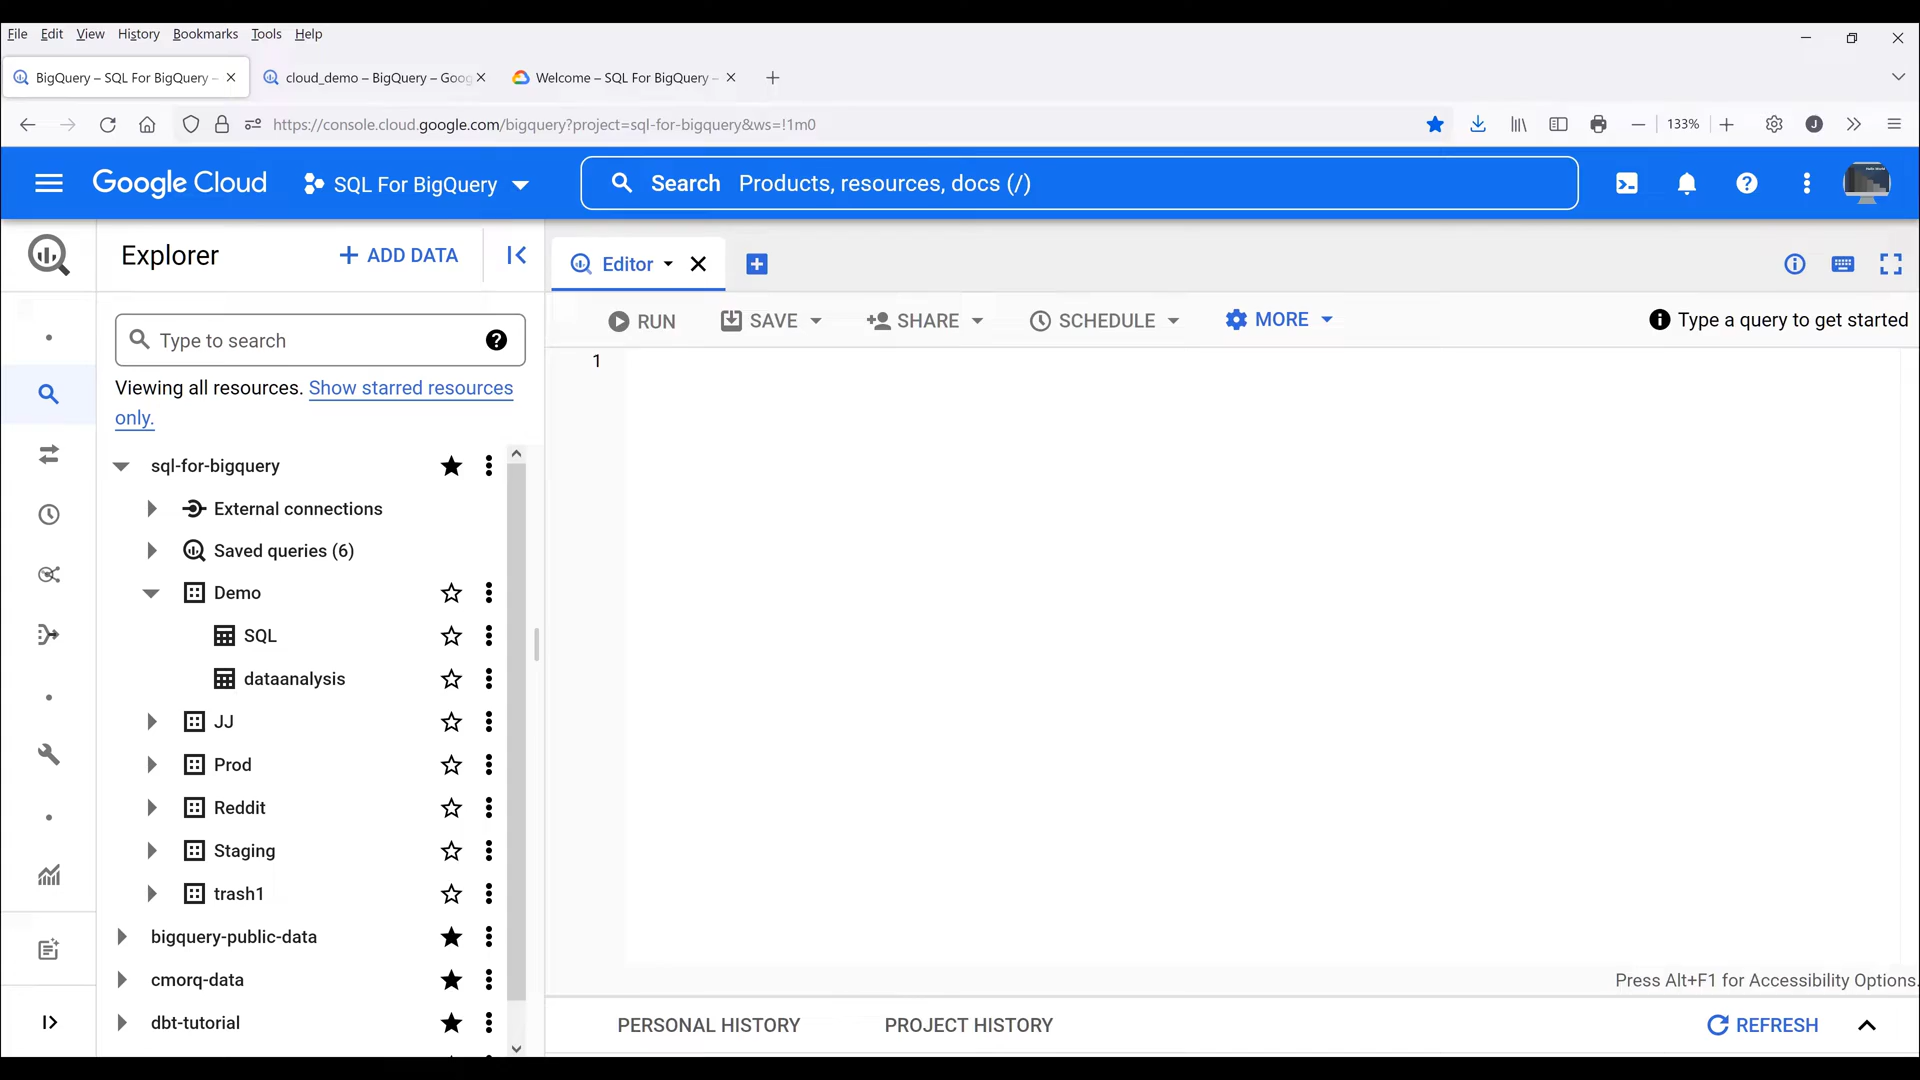 File Edit View History Bookmarks Tools Help
BigQuery – SQL For BigQuery –
cloud_demo – BigQuery – Goog
Welcome – SQL For BigQuery –
https://console.cloud.google.com/bigquery?project=sql-for-bigquery&ws=!1m0
133%
J
Google Cloud
SQL For BigQuery
Search Products, resources, docs (/)
Explorer
+ ADD DATA
Editor
Type to search
RUN
SAVE
SHARE
SCHEDULE
MORE
Type a query to get started
1
Viewing all resources. Show starred resources
only.
sql-for-bigquery
External connections
Saved queries (6)
Demo
SQL
dataanalysis
JJ
Prod
Reddit
Staging
trash1
bigquery-public-data
cmorq-data
dbt-tutorial
Press Alt+F1 for Accessibility Options.
PERSONAL HISTORY
PROJECT HISTORY
REFRESH